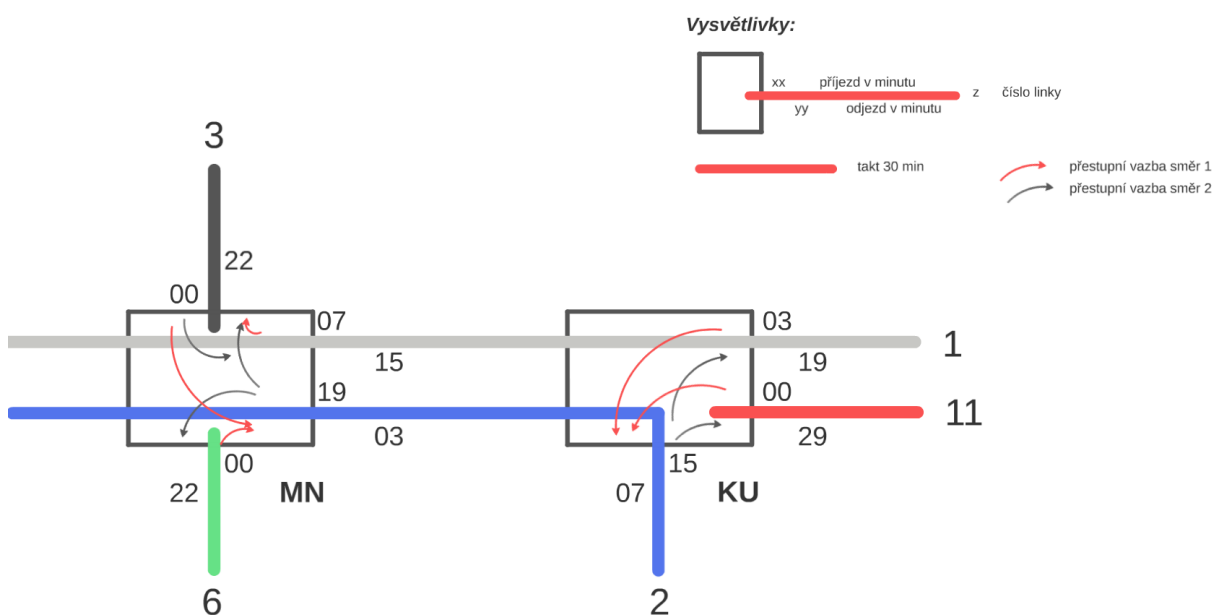 Vysvětlivky:
xx příjezd v minutu
z číslo linky
yy odjezd v minutu
takt 30 min
přestupní vazba směr 1
přestupní vazba směr 2
3
22
00
07
03
1
15
19
19
00
11
03
29
00
15
22
MN
07
KU
6
2